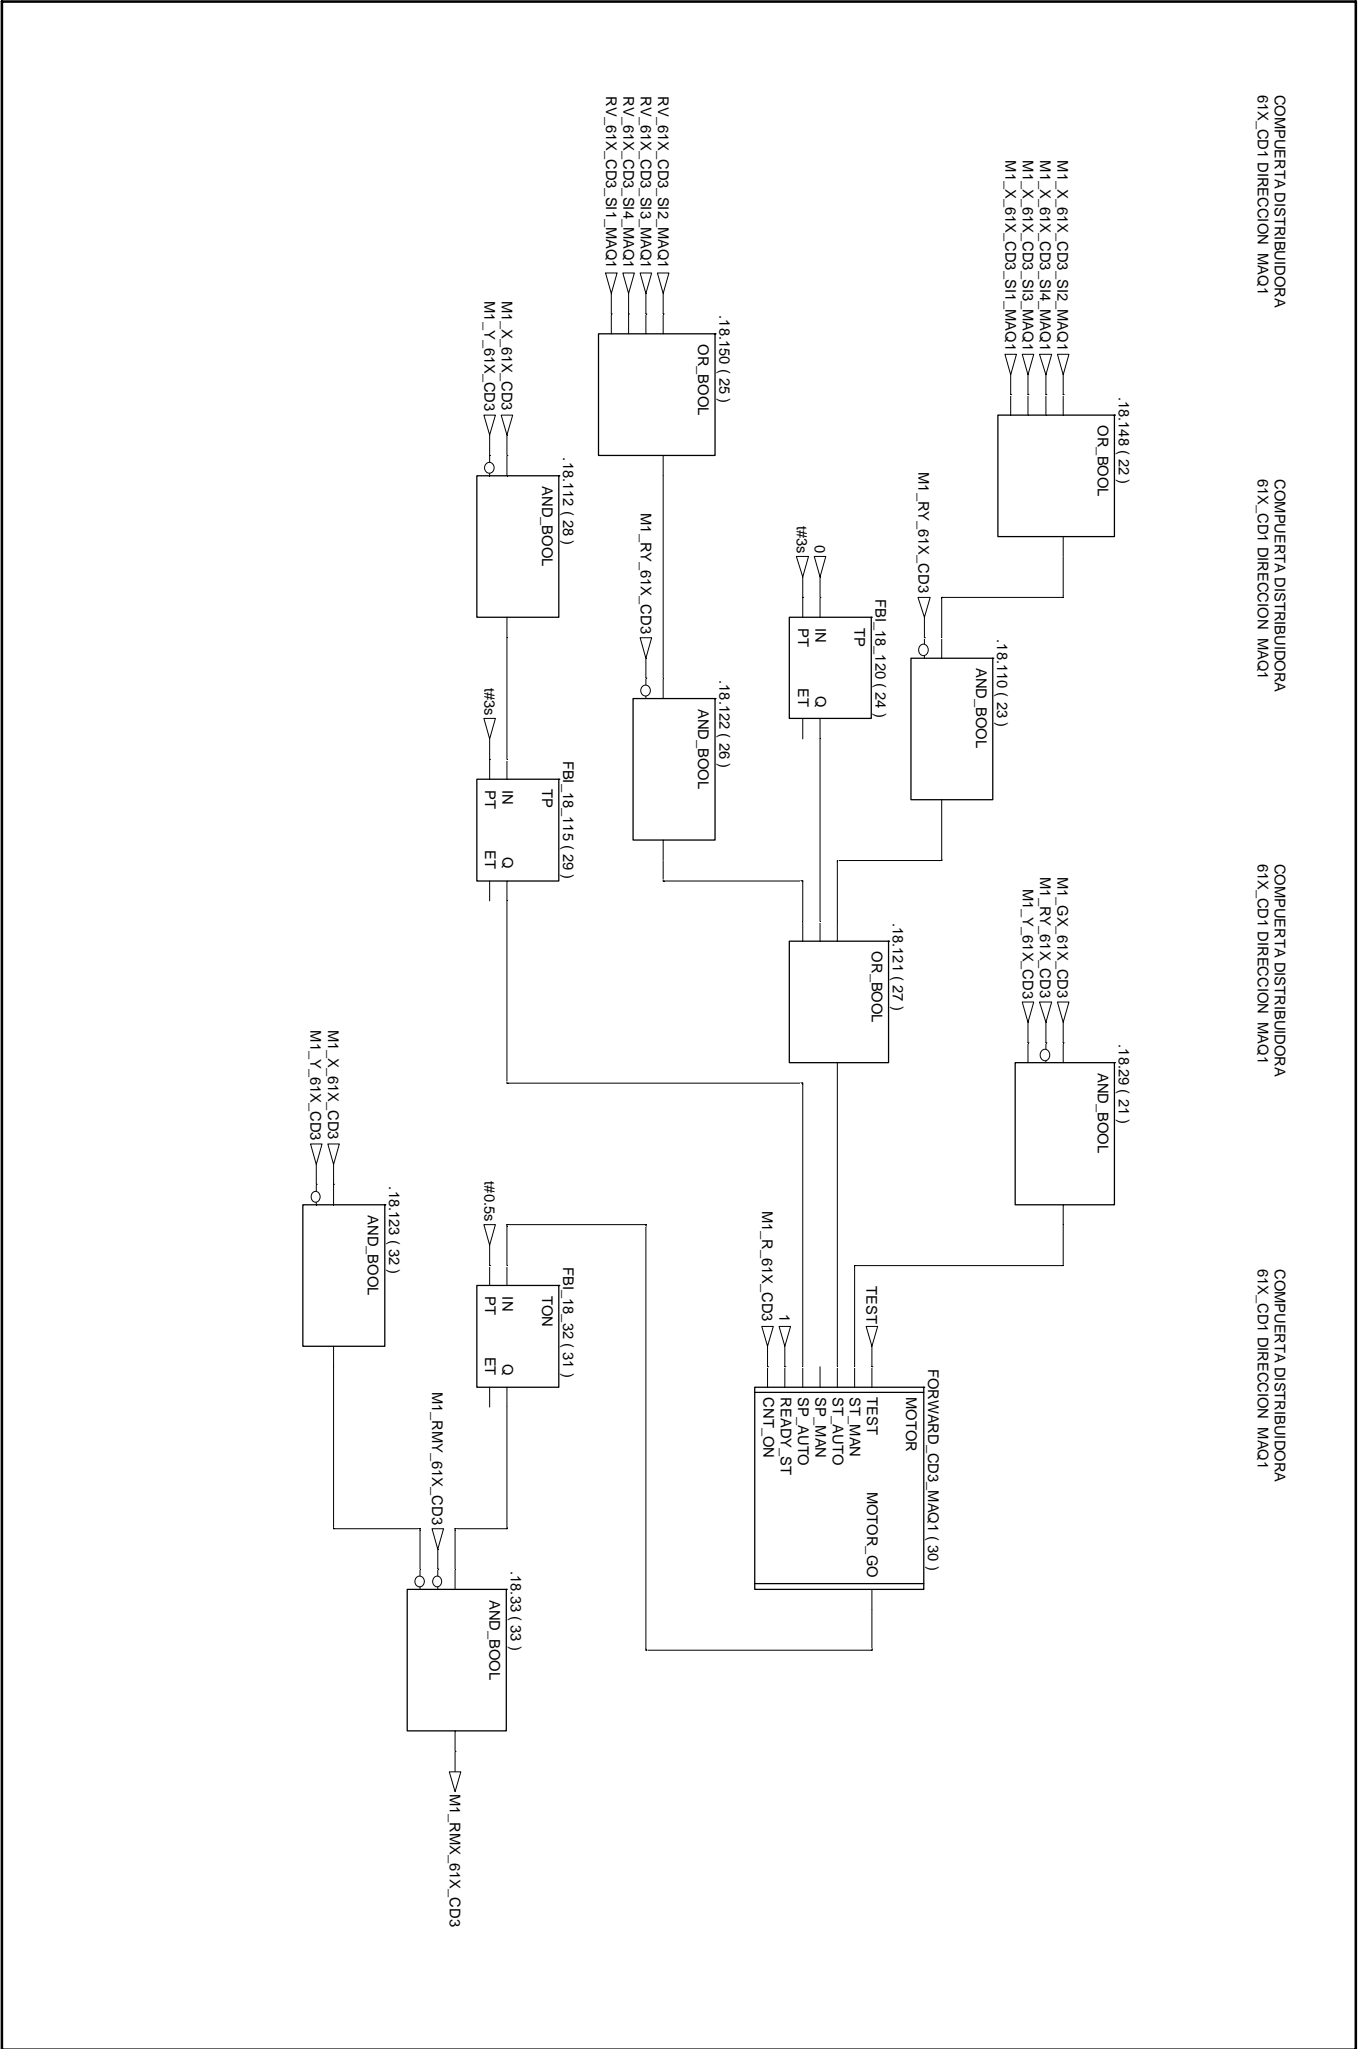 COMPUERTA DISTRIBUIDORA
61X_CD1 DIRECCION MAQ1
COMPUERTA DISTRIBUIDORA
61X_CD1 DIRECCION MAQ1
COMPUERTA DISTRIBUIDORA
61X_CD1 DIRECCION MAQ1
COMPUERTA DISTRIBUIDORA
61X_CD1 DIRECCION MAQ1
.18.148 ( 22 )
OR_BOOL
M1_X_61X_CD3_SI2_MAQ1
M1_X_61X_CD3_SI4_MAQ1
M1_X_61X_CD3_SI3_MAQ1
M1_X_61X_CD3_SI1_MAQ1
.18.29 ( 21 )
AND_BOOL
M1_GX_61X_CD3
M1_RY_61X_CD3
M1_Y_61X_CD3
.18.110 ( 23 )
AND_BOOL
M1_RY_61X_CD3
FBI_18_120 ( 24 )
TP
0
IN
Q
t#3s
PT
ET
.18.121 ( 27 )
OR_BOOL
FORWARD_CD3_MAQ1 ( 30 )
MOTOR
TEST
TEST
MOTOR_GO
ST_MAN
ST_AUTO
SP_MAN
SP_AUTO
1
READY_ST
M1_R_61X_CD3
CNT_ON
.18.150 ( 25 )
OR_BOOL
RV_61X_CD3_SI2_MAQ1
RV_61X_CD3_SI3_MAQ1
RV_61X_CD3_SI4_MAQ1
RV_61X_CD3_SI1_MAQ1
.18.122 ( 26 )
AND_BOOL
M1_RY_61X_CD3
.18.112 ( 28 )
AND_BOOL
M1_X_61X_CD3
M1_Y_61X_CD3
FBI_18_115 ( 29 )
TP
IN
Q
t#3s
PT
ET
FBI_18_32 ( 31 )
TON
IN
Q
t#0.5s
PT
ET
.18.33 ( 33 )
AND_BOOL
M1_RMY_61X_CD3
M1_RMX_61X_CD3
.18.123 ( 32 )
AND_BOOL
M1_X_61X_CD3
M1_Y_61X_CD3